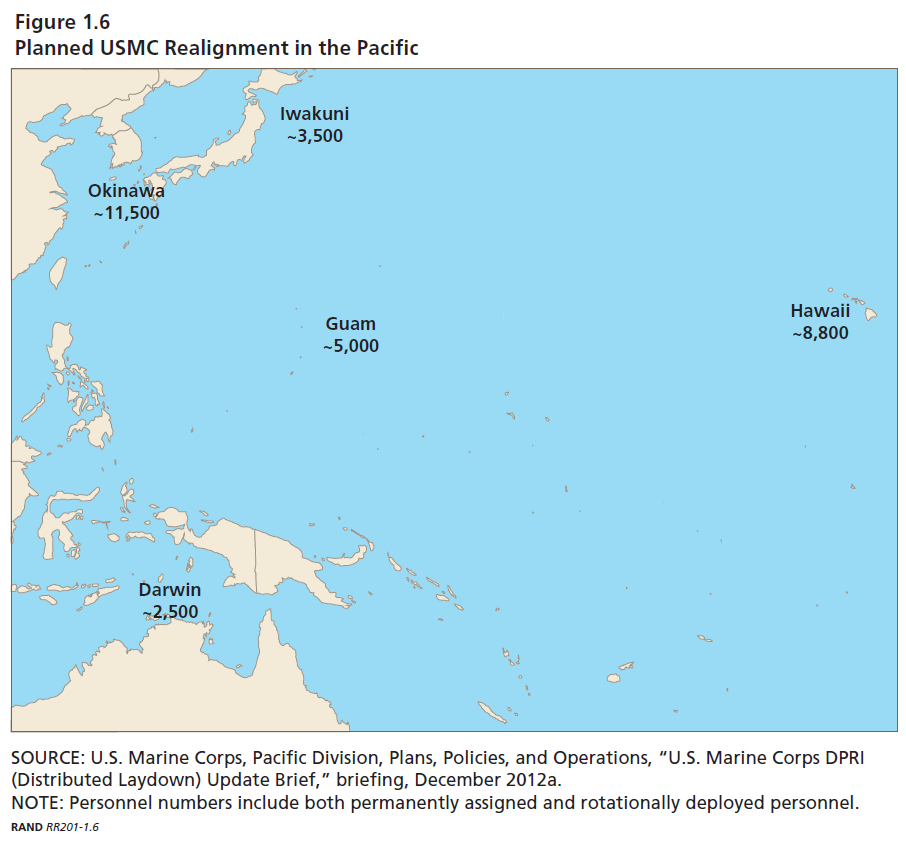 Figure 1.6
Planned USMC Realignment in the Pacific
Iwakuni
~3,500
Okinawa
~11,500
Guam
~5,000
Hawaii
~8,800
Darwin
~2,500
SOURCE: U.S. Marine Corps, Pacific Division, Plans, Policies, and Operations, “U.S. Marine Corps DPRI
(Distributed Laydown) Update Brief,” briefing, December 2012a.
NOTE: Personnel numbers include both permanently assigned and rotationally deployed personnel.
RAND RR201-1.6